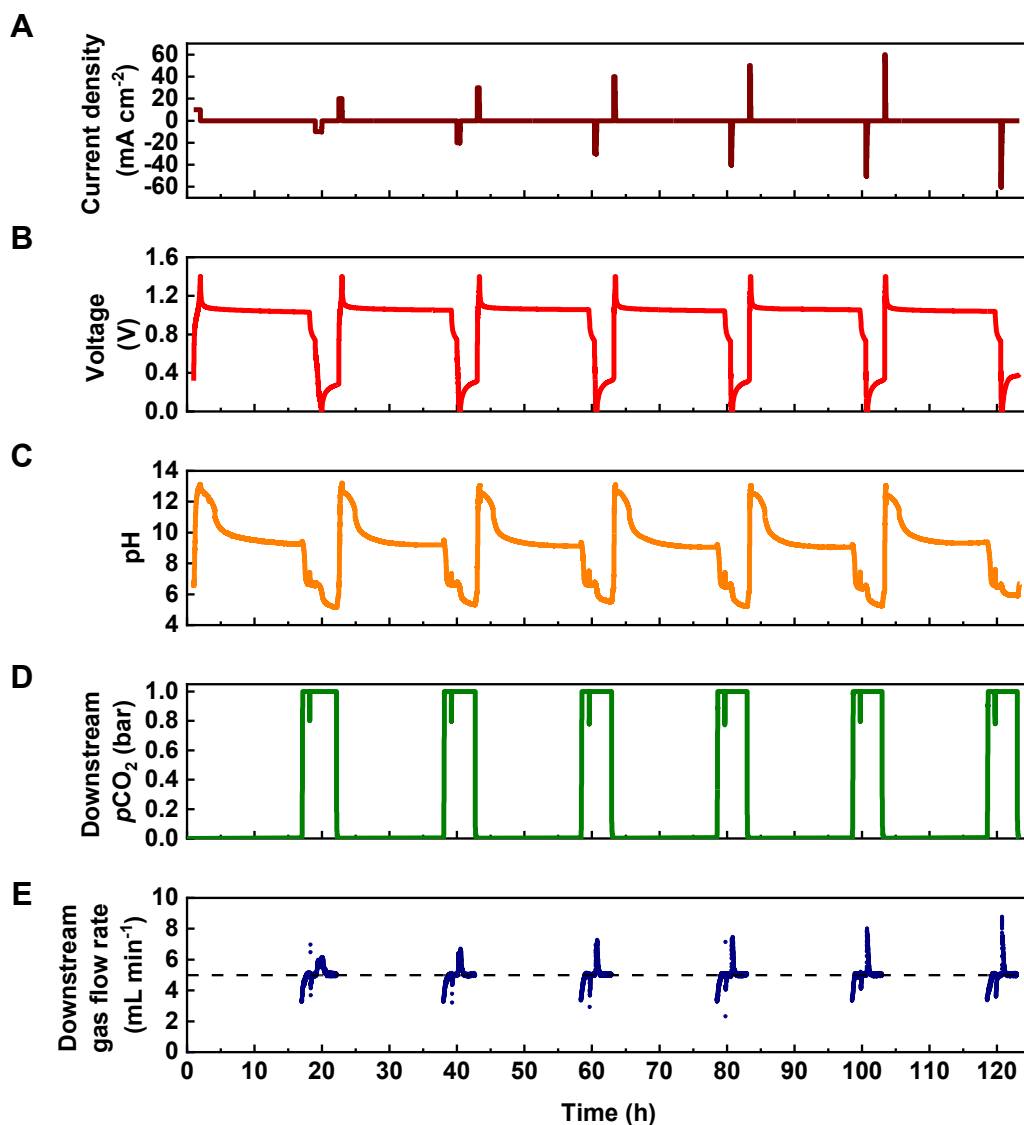 A
Current density
(mA cm⁻²)
60
40
20
0
-20
-40
-60
B
Voltage
(V)
1.6
1.2
0.8
0.4
0.0
C
pH
14
12
10
8
6
4
D
Downstream
pCO₂ (bar)
1.0
0.8
0.6
0.4
0.2
0.0
E
Downstream
gas flow rate
(mL min⁻¹)
10
8
6
4
2
0
0 10 20 30 40 50 60 70 80 90 100 110 120
Time (h)